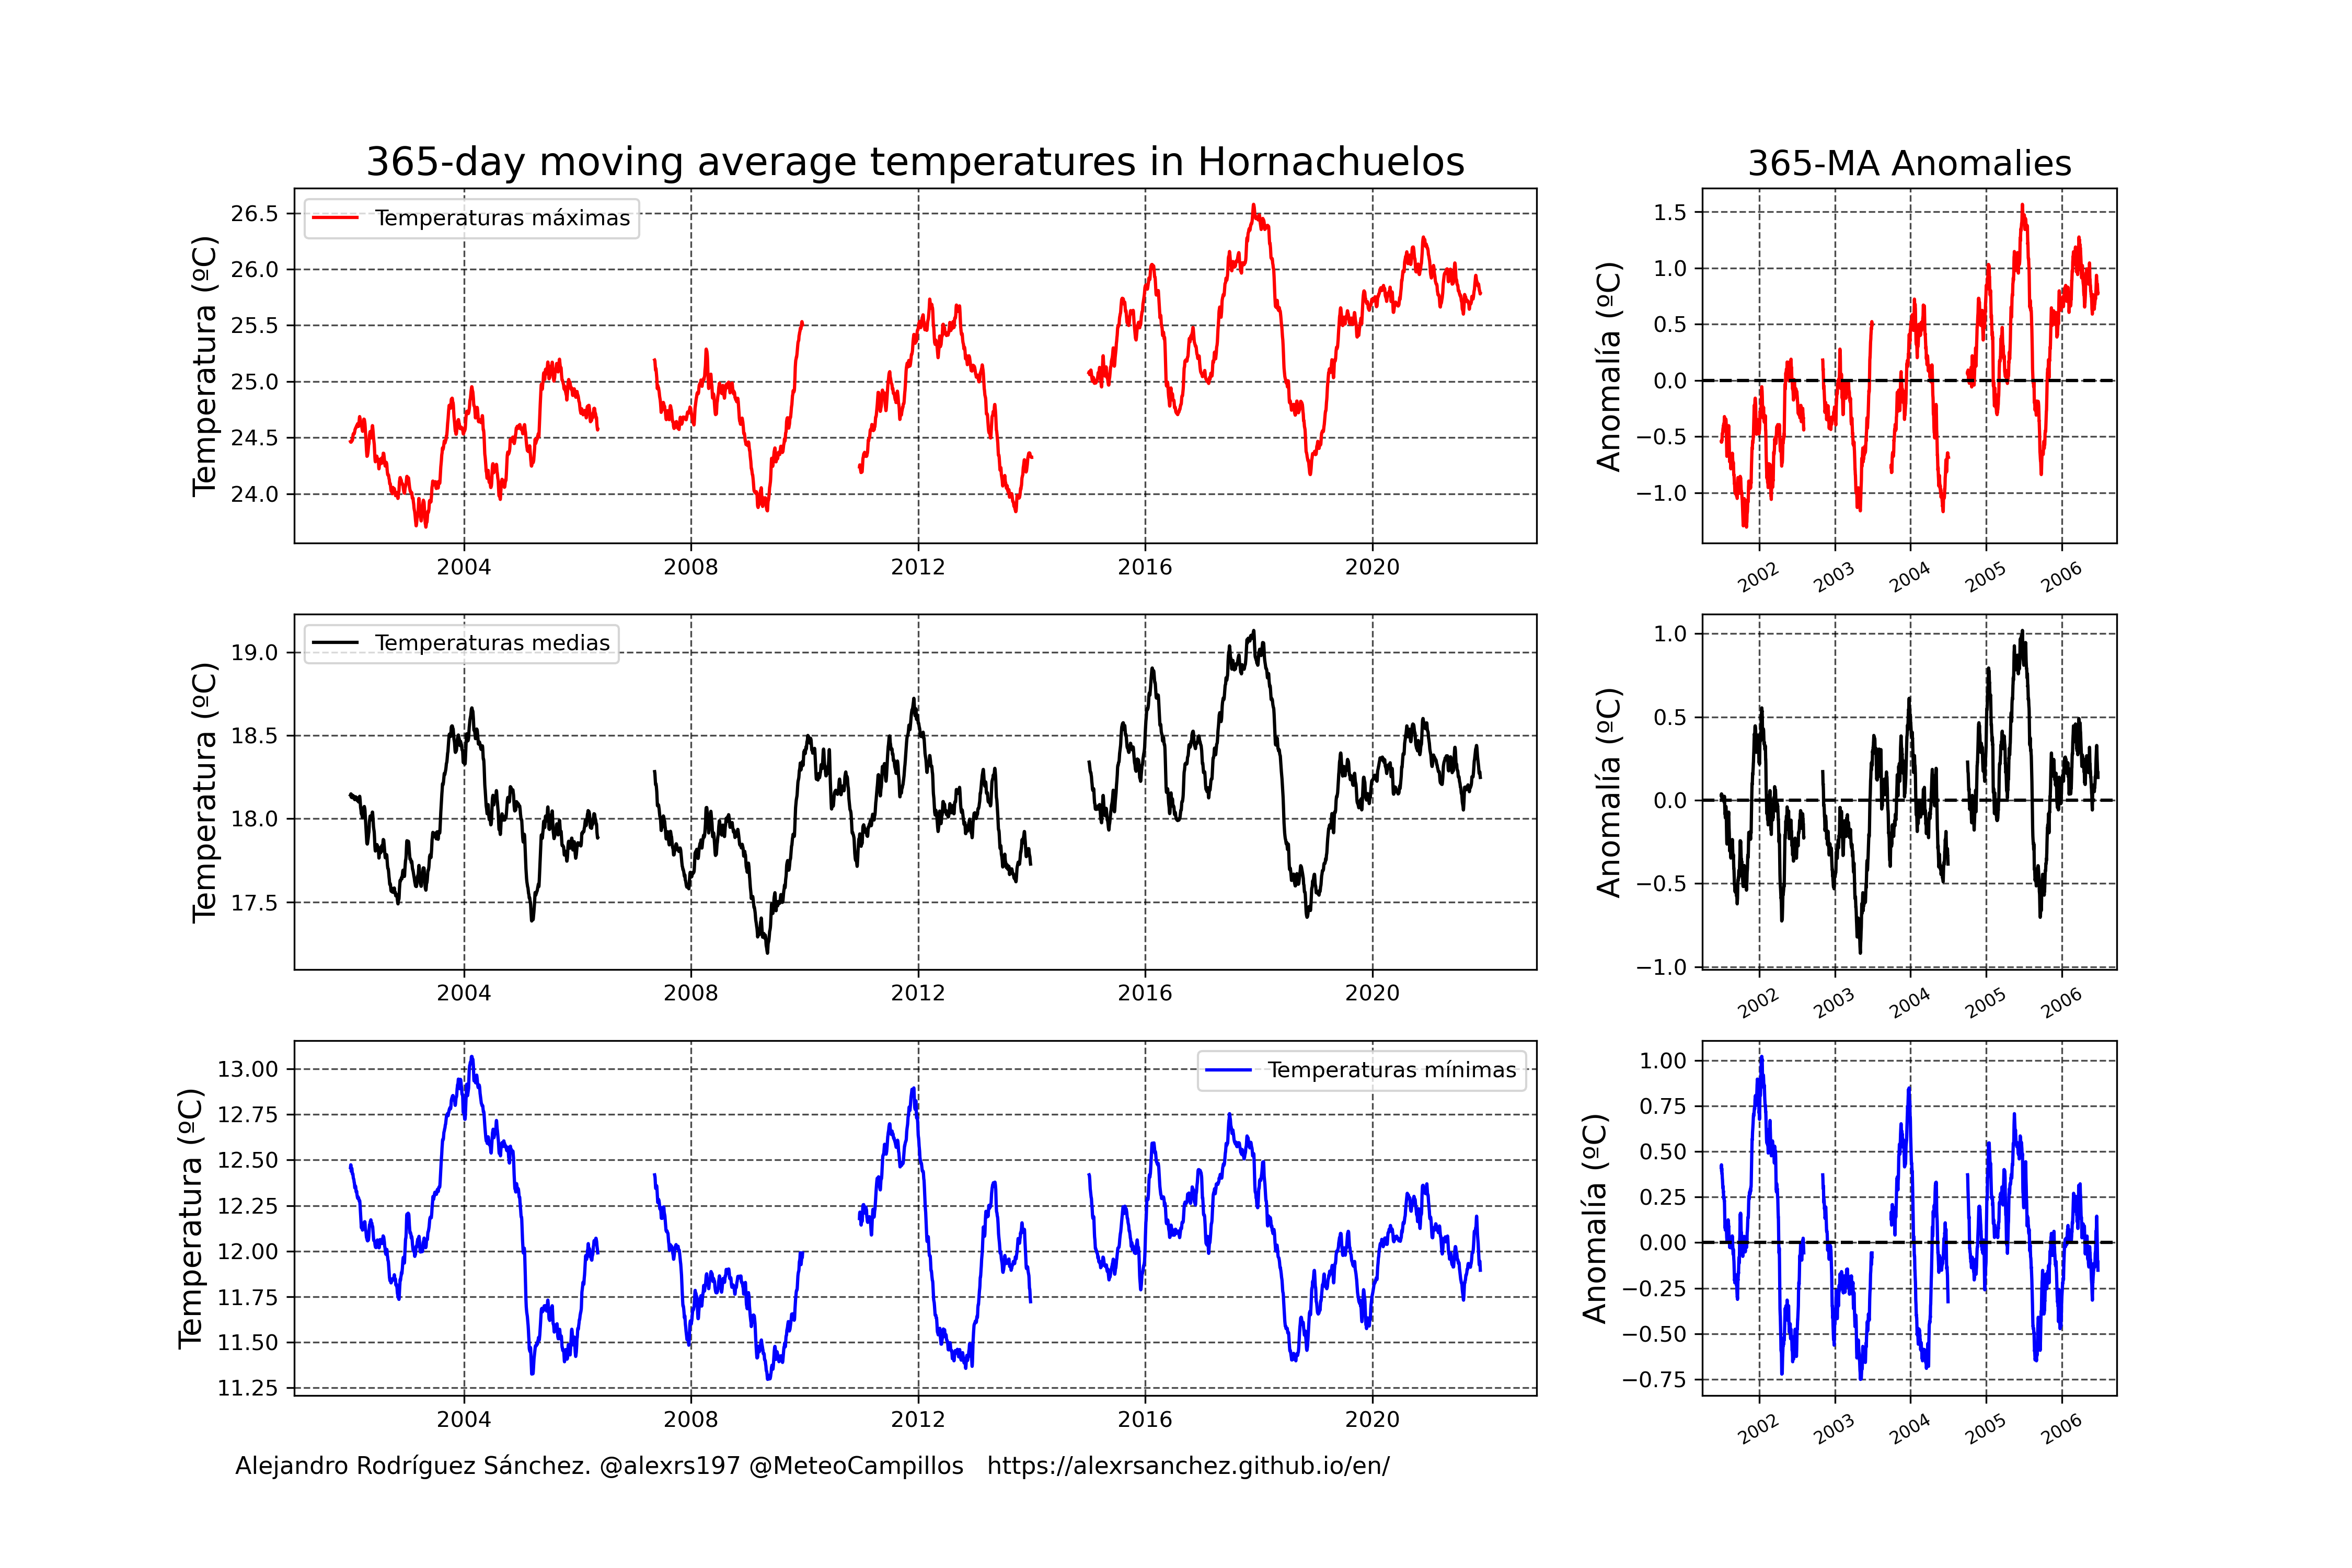 365-day moving average temperatures in Hornachuelos
365-MA Anomalies
Temperatura (ºC)
26.5
26.0
25.5
25.0
24.5
24.0
Temperaturas máximas
2004 2008 2012 2016 2020
Anomalía (ºC)
1.5
1.0
0.5
0.0
−0.5
−1.0
2002 2003 2004 2005 2006
Temperatura (ºC)
19.0
18.5
18.0
17.5
Temperaturas medias
2004 2008 2012 2016 2020
Anomalía (ºC)
1.0
0.5
0.0
−0.5
−1.0
2002 2003 2004 2005 2006
Temperatura (ºC)
13.00
12.75
12.50
12.25
12.00
11.75
11.50
11.25
Temperaturas mínimas
2004 2008 2012 2016 2020
Anomalía (ºC)
1.00
0.75
0.50
0.25
0.00
−0.25
−0.50
−0.75
2002 2003 2004 2005 2006
Alejandro Rodríguez Sánchez. @alexrs197 @MeteoCampillos https://alexrsanchez.github.io/en/